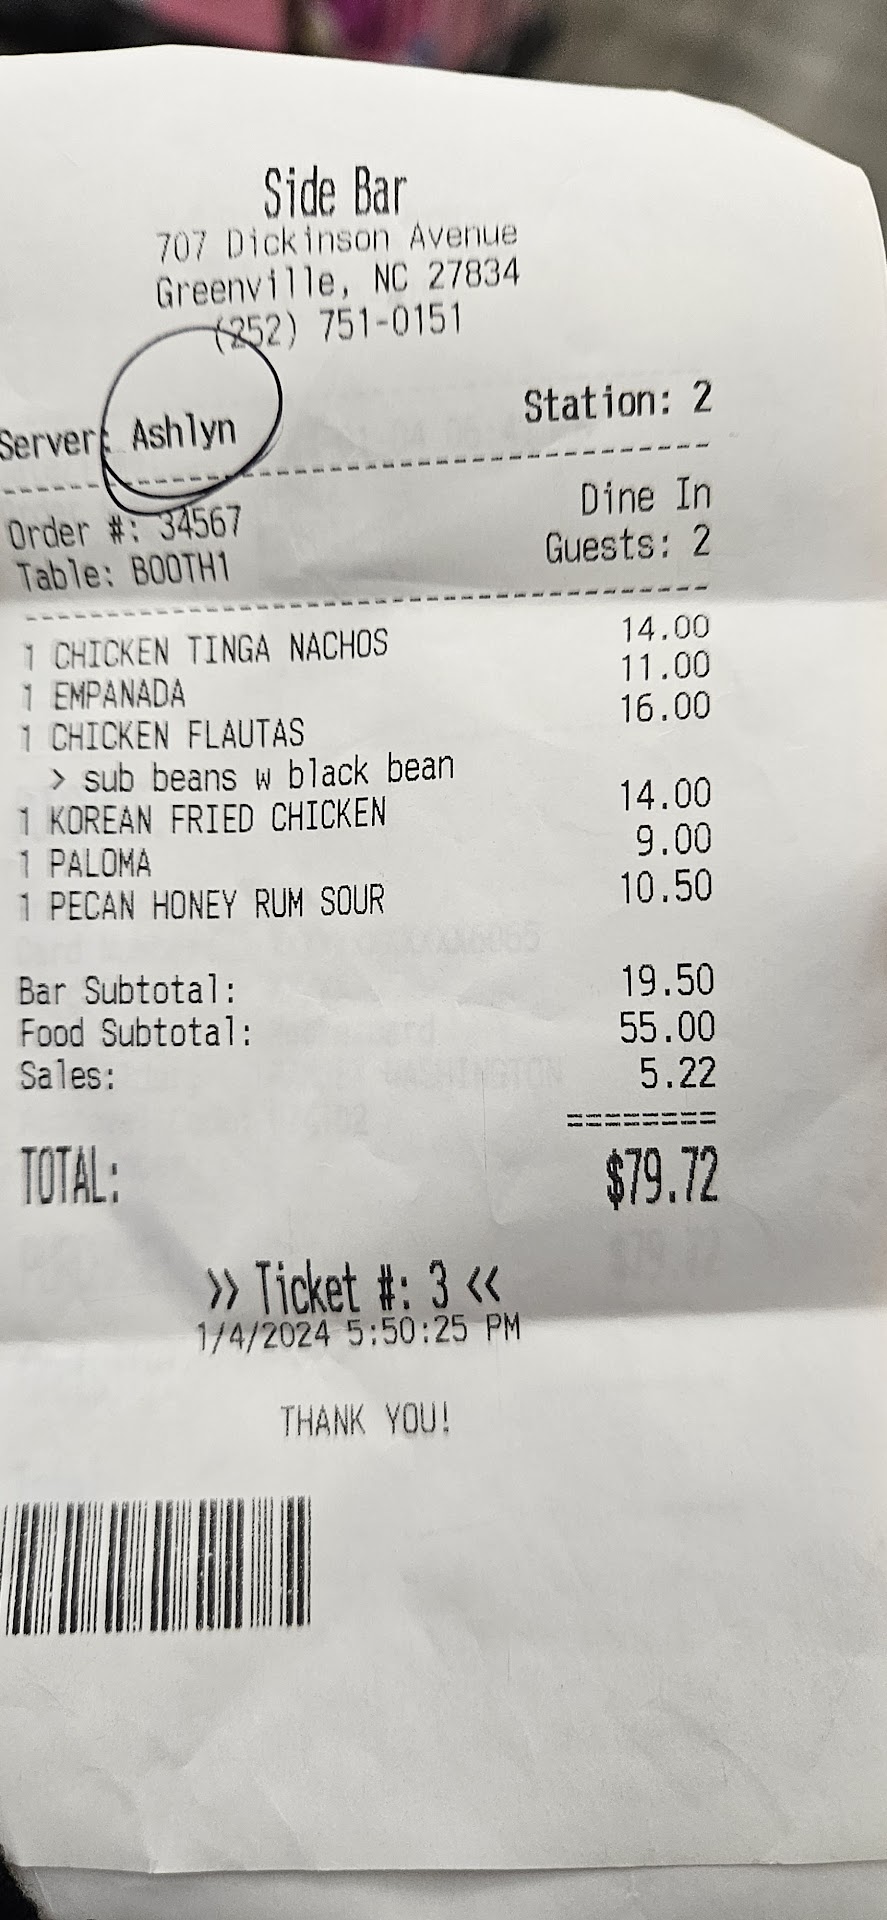 Side Bar
707 Dickinson Avenue
Greenville, NC 27834
(252) 751-0151
Server: Ashlyn Station: 2
Order #: 34567 Dine In
Table: BOOTH1 Guests: 2
1 CHICKEN TINGA NACHOS 14.00
1 EMPANADA 11.00
1 CHICKEN FLAUTAS 16.00
> sub beans w black bean
1 KOREAN FRIED CHICKEN 14.00
1 PALOMA 9.00
1 PECAN HONEY RUM SOUR 10.50
Bar Subtotal: 19.50
Food Subtotal: 55.00
Sales: 5.22
=======
TOTAL: $79.72
>> Ticket #: 3 <<
1/4/2024 5:50:25 PM
THANK YOU!